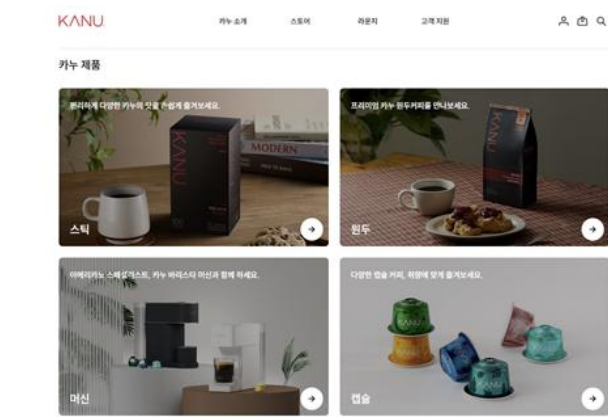 KANU
카누 소개 스토어 라운지 고객 지원
카누 제품
편리하게 다양한 카누의 맛을 손쉽게 즐겨보세요.
프리미엄 카누 원두커피를 만나보세요.
KANU
MODERN
KANU
스틱
원두
아메리카노 스페셜리스트, 카누 바리스타 머신과 함께 하세요.
다양한 캡슐 커피, 취향에 맞게 즐겨보세요.
KANU
KANU
머신
캡슐